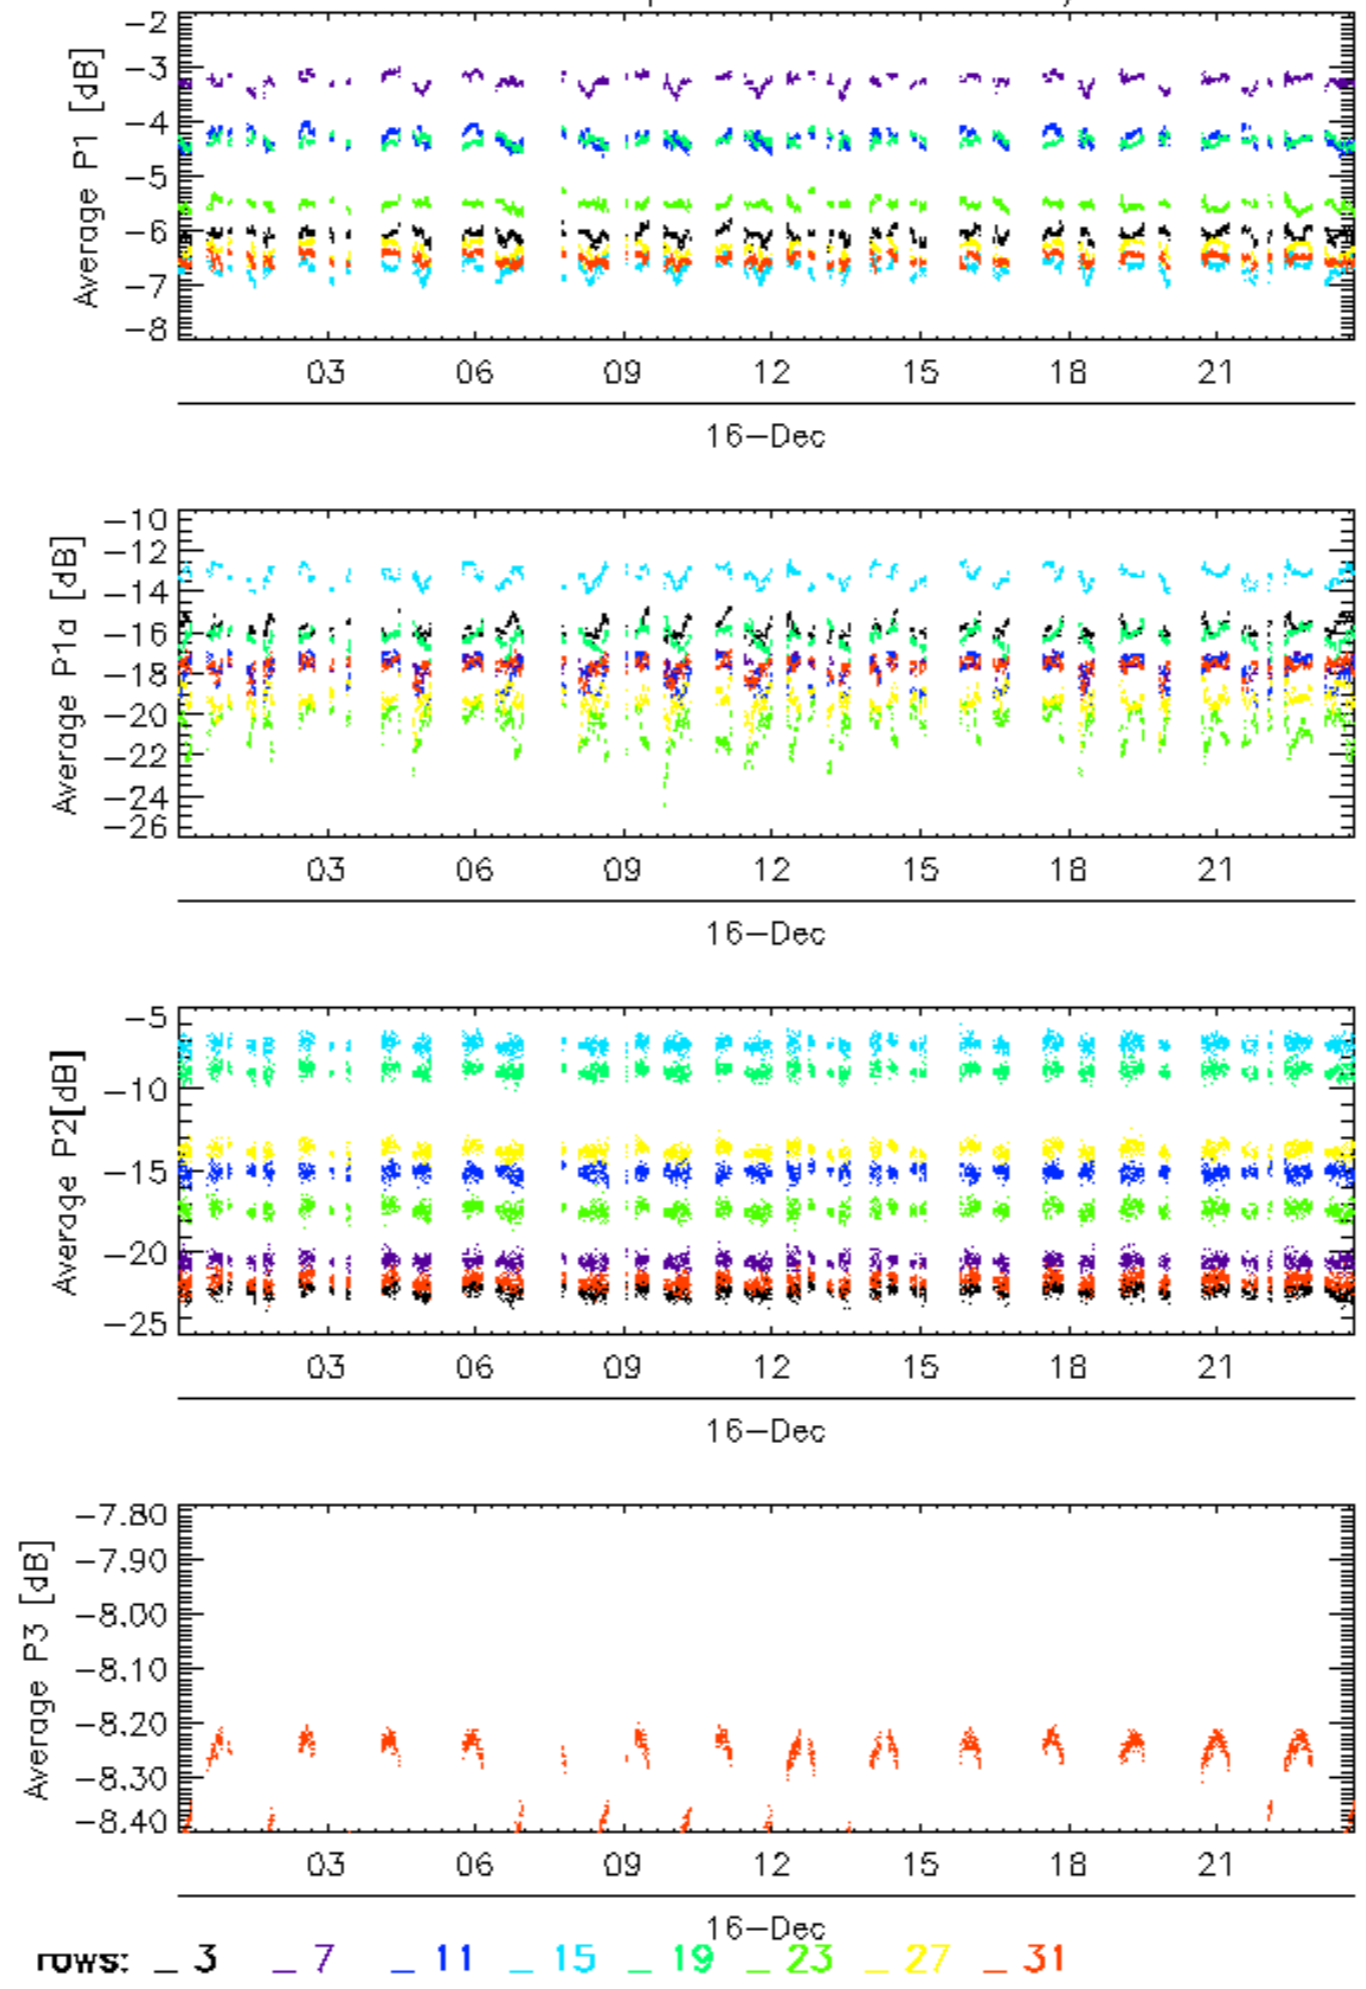 -2
-3
-4
-5
-6
-7
-8
Average P1 [dB]
03 06 09 12 15 18 21
16-Dec
-10
-12
-14
-16
-18
-20
-22
-24
-26
Average P1a [dB]
03 06 09 12 15 18 21
16-Dec
-5
-10
-15
-20
-25
Average P2[dB]
03 06 09 12 15 18 21
16-Dec
-7.80
-7.90
-8.00
-8.10
-8.20
-8.30
-8.40
Average P3 [dB]
03 06 09 12 15 18 21
16-Dec
rows: _ 3 _ 7 _ 11 _ 15 _ 19 _ 23 _ 27 _ 31